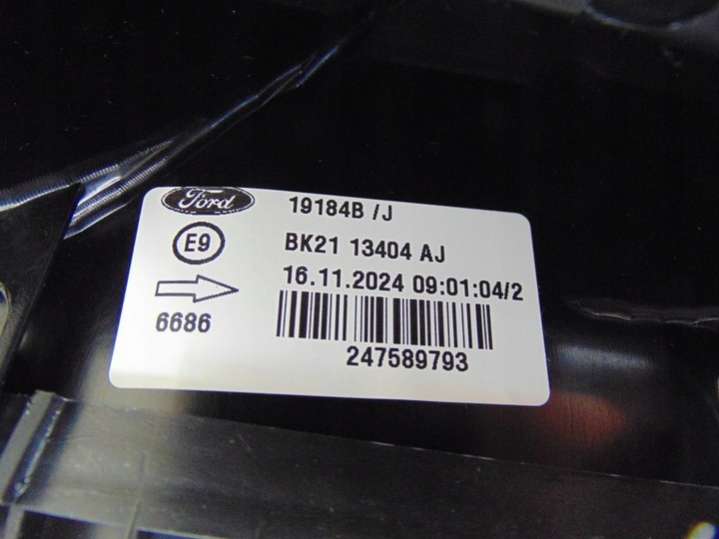 Ford
19184B /J
E9
BK21 13404 AJ
16.11.2024 09:01:04/2
6686
247589793